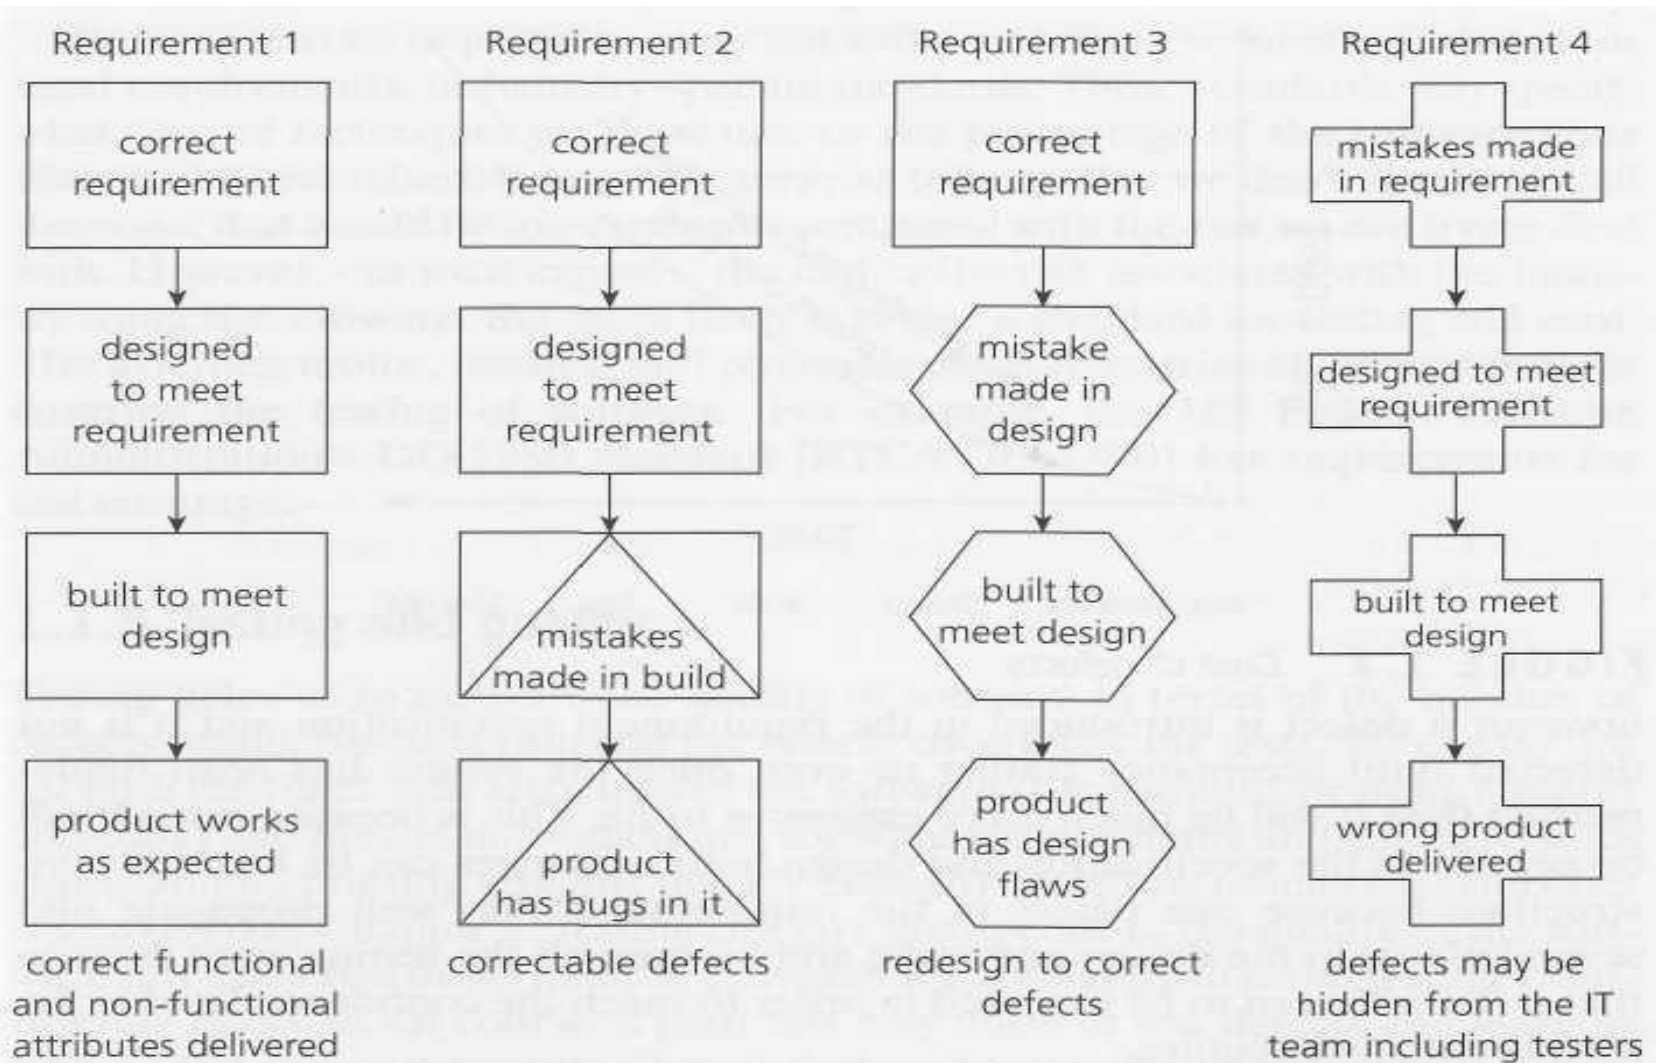 Requirement 1
correct
requirement
designed
to meet
requirement
built to meet
design
product works
as expected
correct functional
and non-functional
attributes delivered
Requirement 2
correct
requirement
designed
to meet
requirement
mistakes
made in build
product
has bugs in it
correctable defects
Requirement 3
correct
requirement
mistake
made in
design
built to
meet design
product
has design
flaws
redesign to correct
defects
Requirement 4
mistakes made
in requirement
designed to meet
requirement
built to meet
design
wrong product
delivered
defects may be
hidden from the IT
team including testers